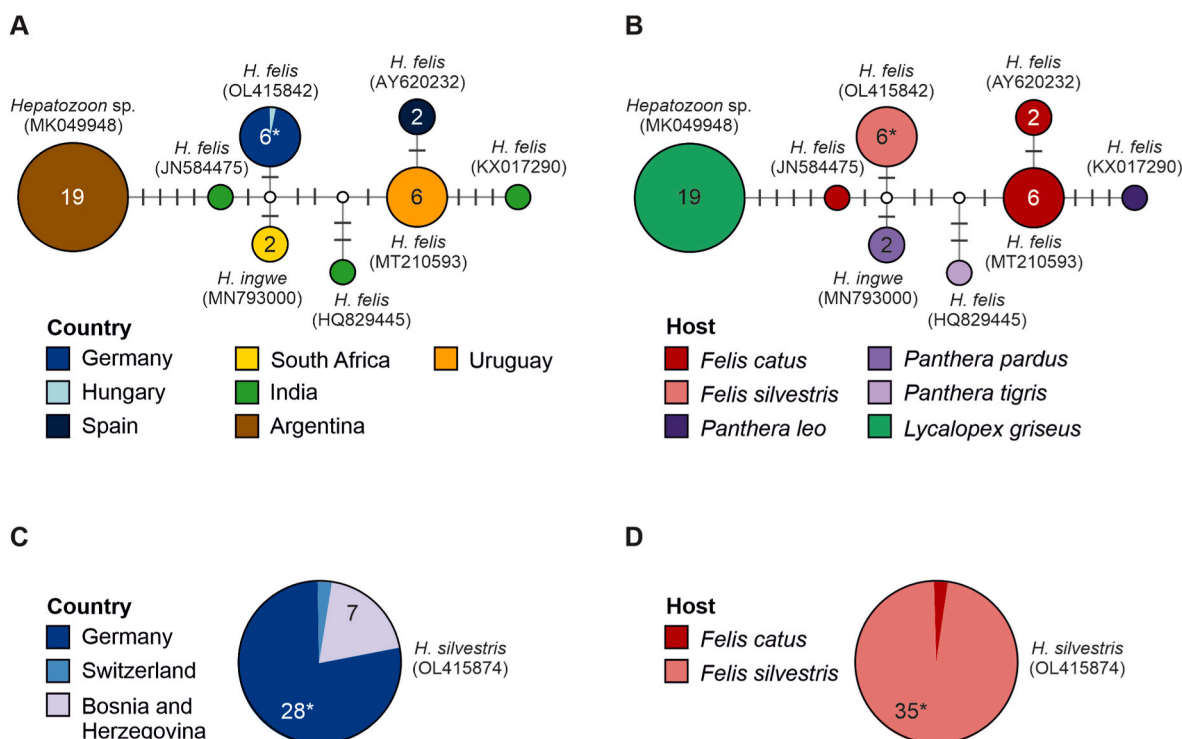 A
Hepatozoon sp.
(MK049948)
19
H. felis
(JN584475)
H. felis
(OL415842)
6*
2
H. ingwe
(MN793000)
H. felis
(HQ829445)
H. felis
(AY620232)
2
6
H. felis
(MT210593)
H. felis
(KX017290)
Country
Germany
Hungary
Spain
South Africa
India
Argentina
Uruguay
B
Hepatozoon sp.
(MK049948)
19
H. felis
(JN584475)
H. felis
(OL415842)
6*
2
H. ingwe
(MN793000)
H. felis
(HQ829445)
H. felis
(AY620232)
2
6
H. felis
(MT210593)
H. felis
(KX017290)
Host
Felis catus
Felis silvestris
Panthera leo
Panthera pardus
Panthera tigris
Lycalopex griseus
C
Country
Germany
Switzerland
Bosnia and
Herzegovina
7
28*
H. silvestris
(OL415874)
D
Host
Felis catus
Felis silvestris
35*
H. silvestris
(OL415874)